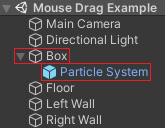 Mouse Drag Example
Main Camera
Directional Light
Box
Particle System
Floor
Left Wall
Right Wall